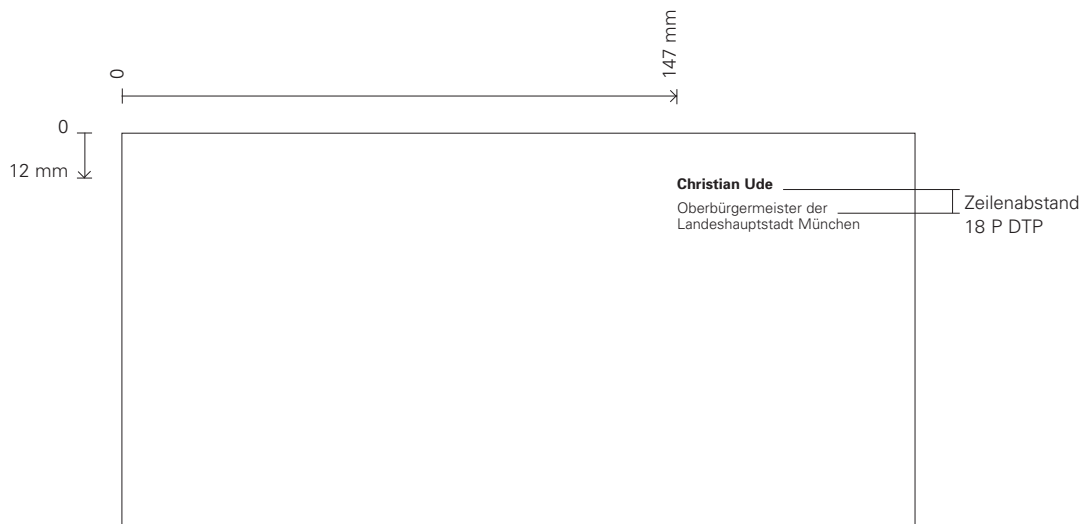 0
147 mm
0
12 mm
Christian Ude
Oberbürgermeister der
Landeshauptstadt München
Zeilenabstand
18 P DTP